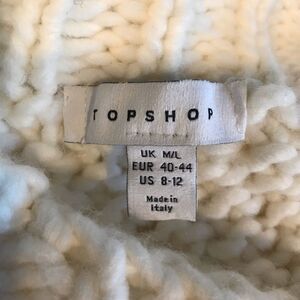 TOPSHOP
UK M/L
EUR 40-44
US 8-12
Made in
Italy